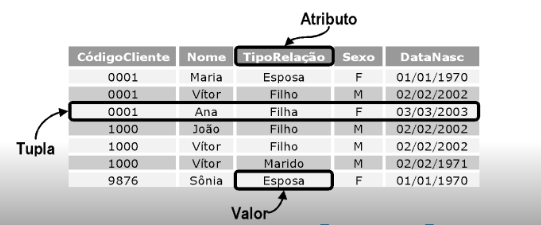 Atributo
CódigoCliente Nome TipoRelação Sexo DataNasc
0001 Maria Esposa F 01/01/1970
0001 Vítor Filho M 02/02/2002
0001 Ana Filha F 03/03/2003
Tupla
1000 João Filho M 02/02/2002
1000 Vítor Filho M 02/02/2002
1000 Vítor Marido M 02/02/1971
9876 Sônia Esposa F 01/01/1970
Valor